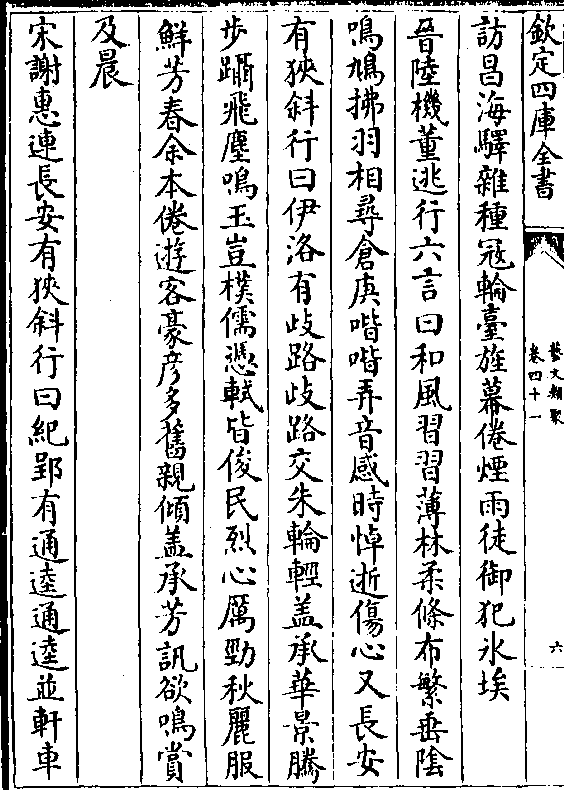 欽定四庫全書
藝文類聚
卷四十一
六
訪昌海驛雜種冠輪臺旌幕倦煙雨徒御犯氷埃
晉陸機董逃行六言曰和風習習薄林柔條布繁垂陰
鳴鳩拂羽相尋倉庚喈喈弄音感時悼逝傷心又長安
有狹斜行曰伊洛有歧路歧路交朱輪輕盖承華景騰
步躡飛塵鳴玉豈樸儒憑軾皆俊民烈心厲勁秋麗服
鮮芳春余本倦遊客豪彦多舊親傾盖承芳訊欲鳴賞
及晨
宋謝惠連長安有狹斜行曰紀郢有通逵通逵並軒車